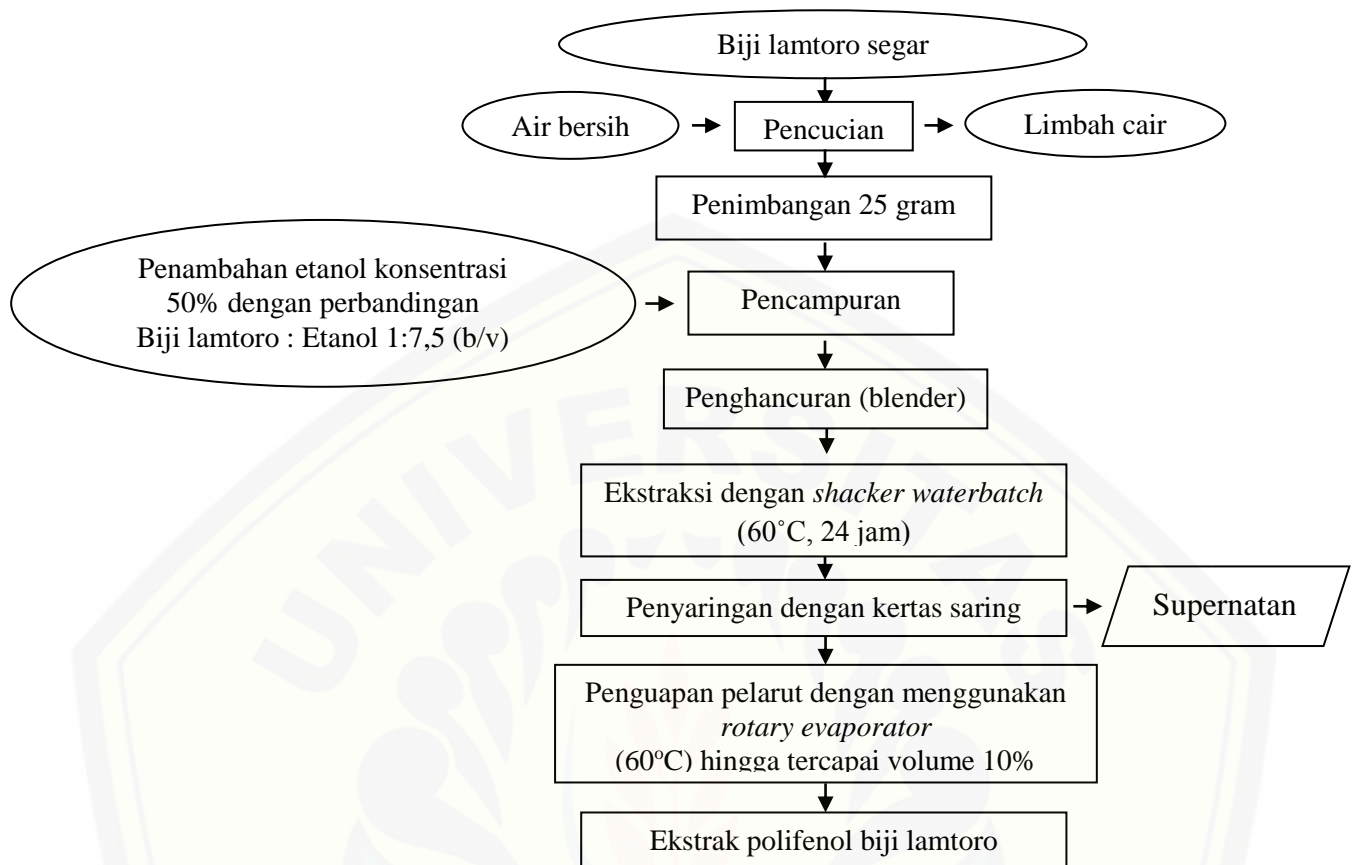 Biji lamtoro segar
Air bersih
Pencucian
Limbah cair
Penimbangan 25 gram
Penambahan etanol konsentrasi
50% dengan perbandingan
Biji lamtoro : Etanol 1:7,5 (b/v)
Pencampuran
Penghancuran (blender)
Ekstraksi dengan shacker waterbatch
(60˚C, 24 jam)
Penyaringan dengan kertas saring
Supernatan
Penguapan pelarut dengan menggunakan
rotary evaporator
(60ºC) hingga tercapai volume 10%
Ekstrak polifenol biji lamtoro
UNIVERSITAS